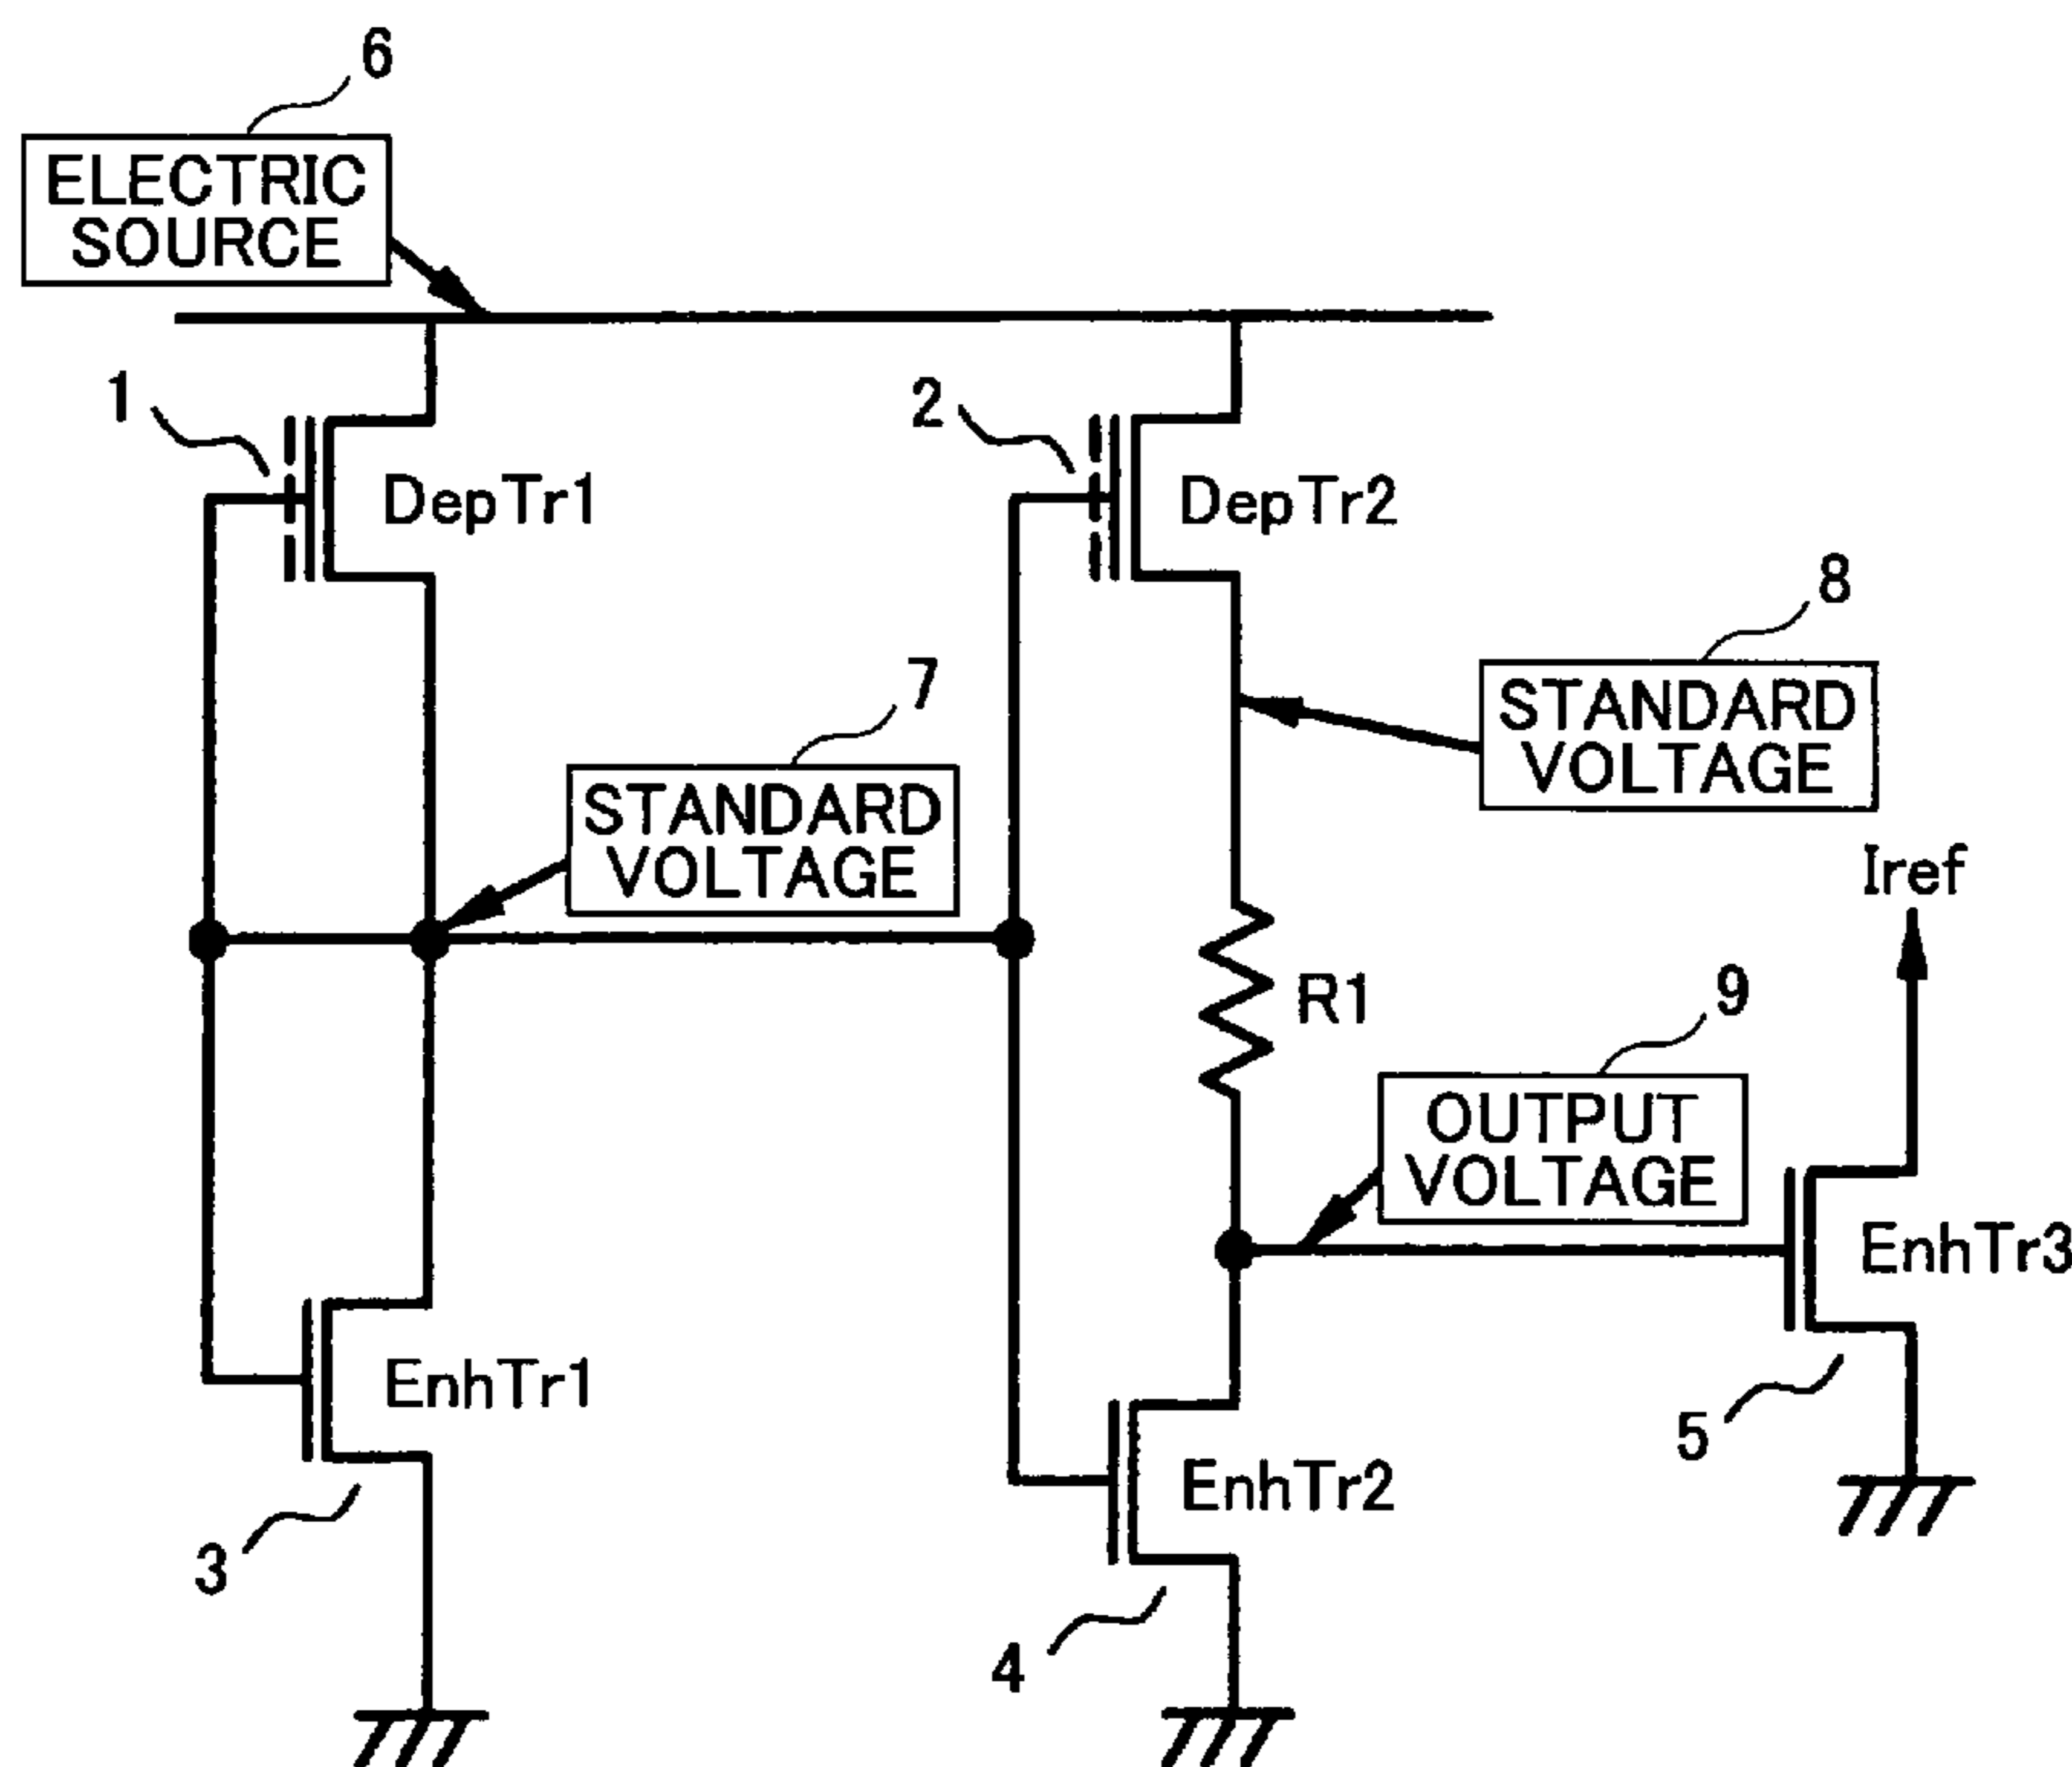 6
ELECTRIC
SOURCE
1
DepTr1
2
DepTr2
8
STANDARD
VOLTAGE
7
STANDARD
VOLTAGE
Iref
R1
9
OUTPUT
VOLTAGE
EnhTr3
5
EnhTr1
3
EnhTr2
4